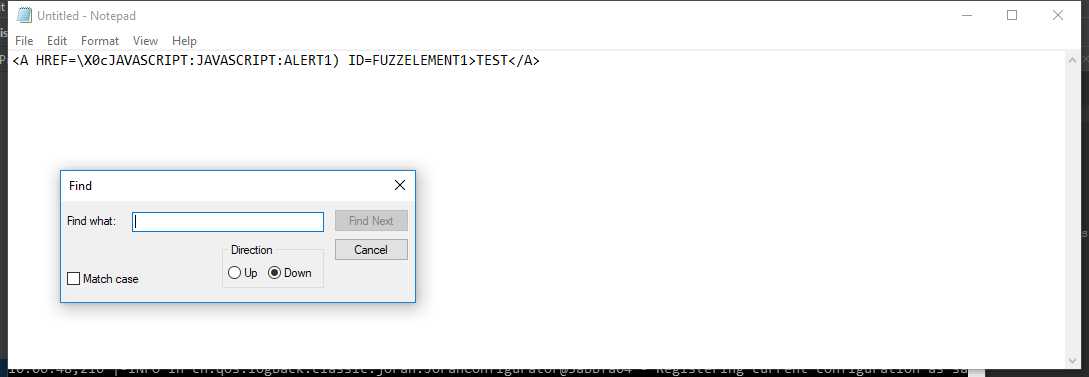 Untitled - Notepad
File Edit Format View Help
<A HREF=\X0cJAVASCRIPT:JAVASCRIPT:ALERT1) ID=FUZZELEMENT1>TEST</A>
Find
Find what:
Find Next
Direction
Cancel
Up Down
Match case